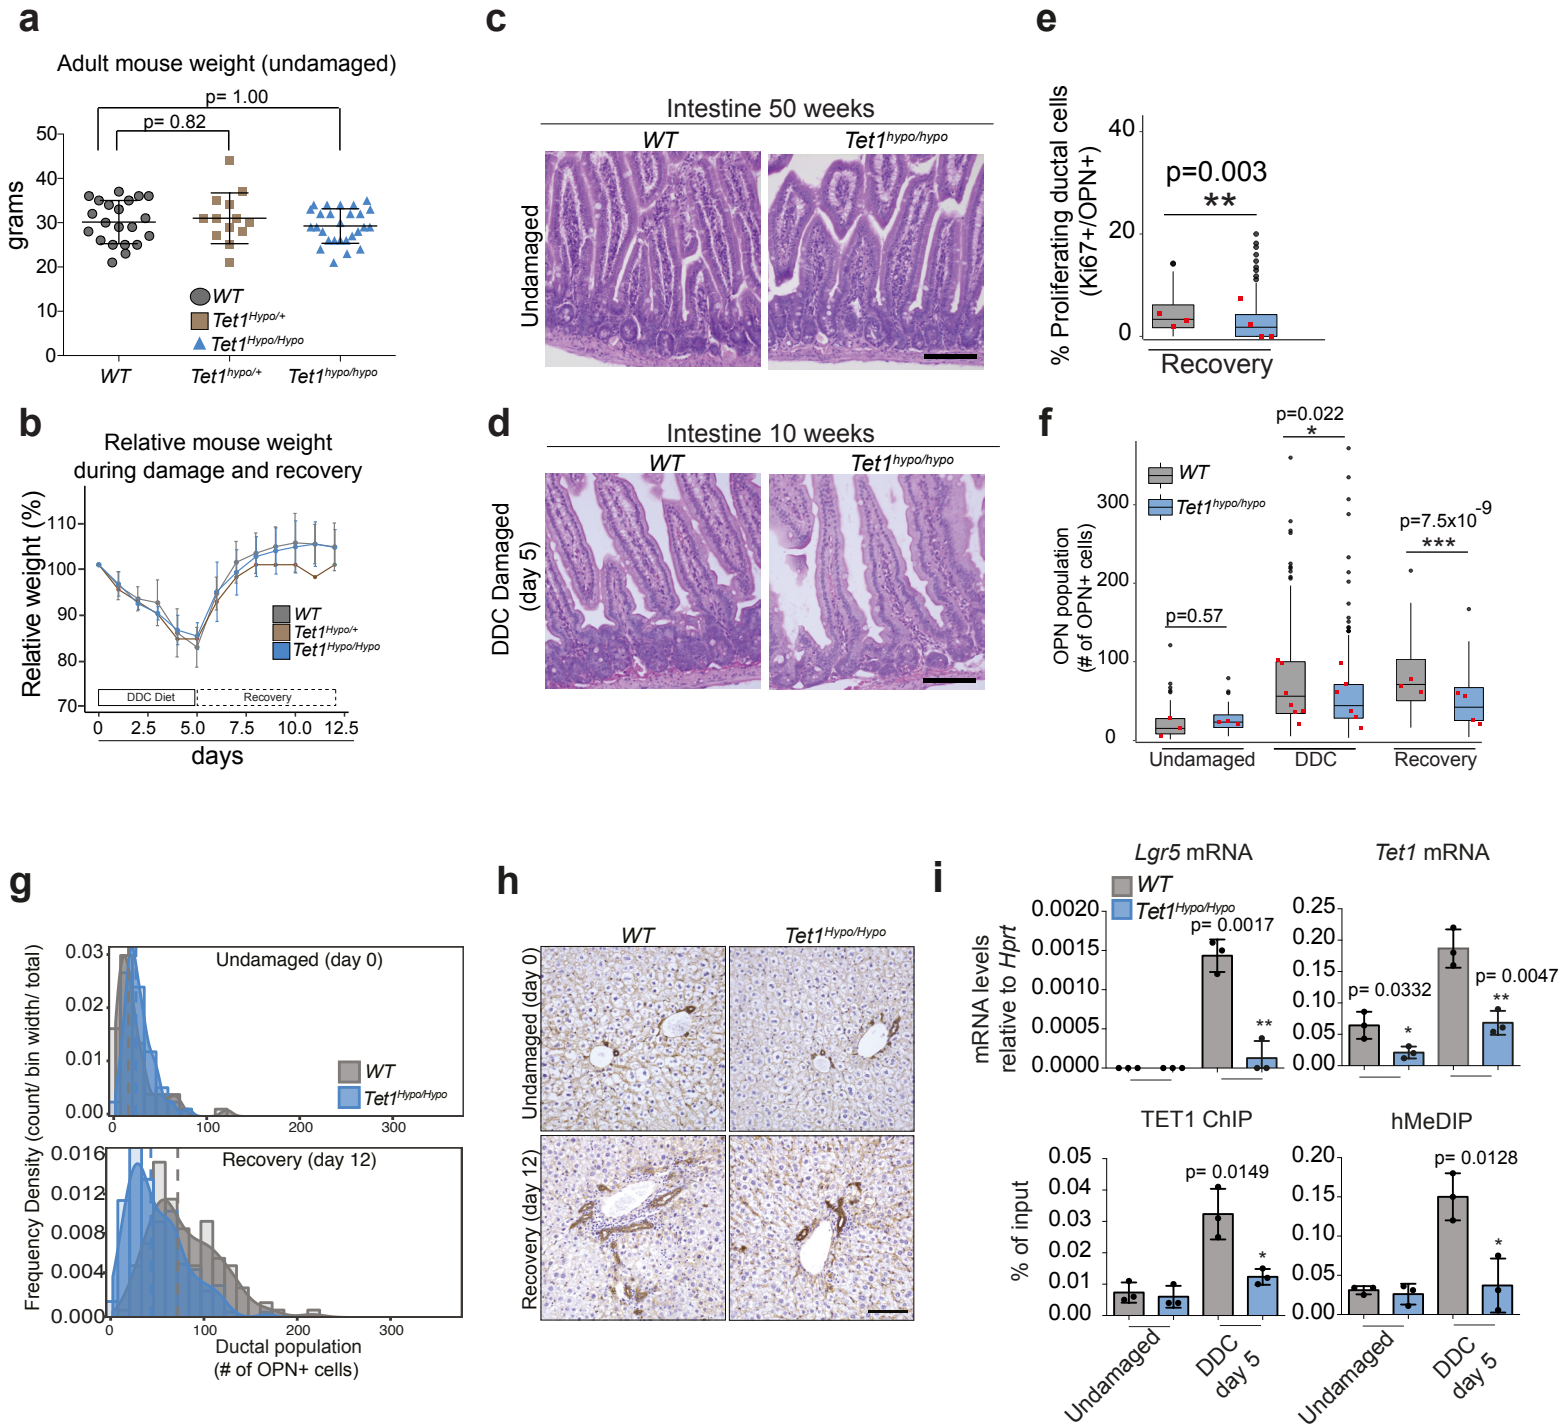 a
Adult mouse weight (undamaged)
p= 1.00
p= 0.82
grams
50
40
30
20
10
0
WT
Tet1Hypo/+
Tet1Hypo/Hypo
WT
Tet1hypo/+
Tet1hypo/hypo
b
Relative mouse weight
during damage and recovery
Relative weight (%)
110
100
90
80
70
WT
Tet1Hypo/+
Tet1Hypo/Hypo
DDC Diet
Recovery
0
2.5
5.0
7.5
10.0
12.5
days
c
Intestine 50 weeks
WT
Tet1hypo/hypo
Undamaged
d
Intestine 10 weeks
WT
Tet1hypo/hypo
DDC Damaged
(day 5)
e
% Proliferating ductal cells
(Ki67+/OPN+)
40
20
0
p=0.003
**
Recovery
f
OPN population
(# of OPN+ cells)
300
200
100
0
WT
Tet1hypo/hypo
p=0.57
p=0.022
*
p=7.5x10-9
***
Undamaged
DDC
Recovery
g
Frequency Density (count/ bin width/ total)
0.03
0.02
0.01
0.00
Undamaged (day 0)
WT
Tet1Hypo/Hypo
0
100
200
300
0.016
0.012
0.008
0.004
0.000
Recovery (day 12)
0
100
200
300
Ductal population
(# of OPN+ cells)
h
WT
Tet1Hypo/Hypo
Undamaged (day 0)
Recovery (day 12)
i
Lgr5 mRNA
WT
Tet1Hypo/Hypo
mRNA levels
relative to Hprt
0.0020
0.0015
0.0010
0.0005
0.0000
p= 0.0017
**
Tet1 mRNA
0.25
0.20
0.15
0.10
0.05
0.00
p= 0.0332
*
p= 0.0047
**
TET1 ChIP
% of input
0.05
0.04
0.03
0.02
0.01
0.00
p= 0.0149
*
Undamaged
DDC
day 5
hMeDIP
0.20
0.15
0.10
0.05
0.00
p= 0.0128
*
Undamaged
DDC
day 5